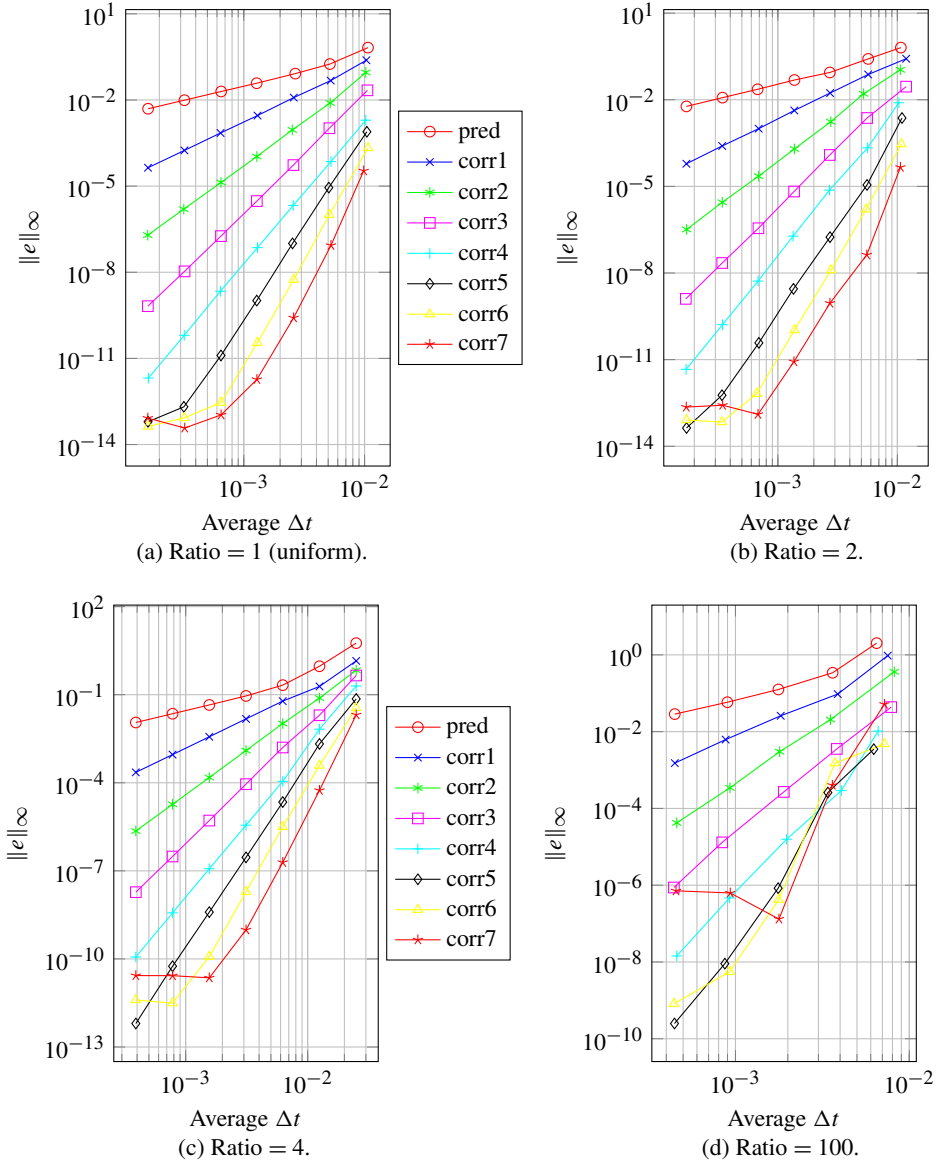 10^1
10^−2
10^−5
10^−8
10^−11
10^−14
‖e‖∞
10^−3
10^−2
Average Δt
(a) Ratio = 1 (uniform).
pred
corr1
corr2
corr3
corr4
corr5
corr6
corr7
10^1
10^−2
10^−5
10^−8
10^−11
10^−14
‖e‖∞
10^−3
10^−2
Average Δt
(b) Ratio = 2.
10^2
10^−1
10^−4
10^−7
10^−10
10^−13
‖e‖∞
10^−3
10^−2
Average Δt
(c) Ratio = 4.
pred
corr1
corr2
corr3
corr4
corr5
corr6
corr7
10^0
10^−2
10^−4
10^−6
10^−8
10^−10
‖e‖∞
10^−3
10^−2
Average Δt
(d) Ratio = 100.